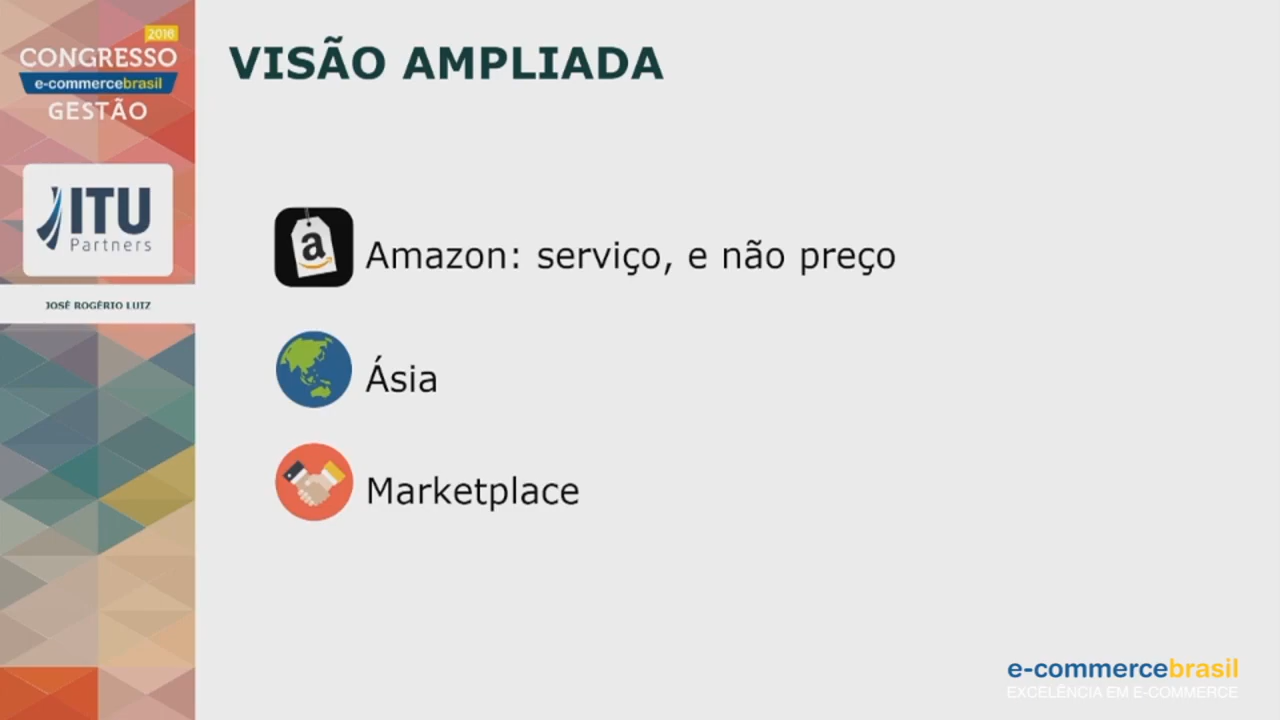 2016
CONGRESSO
e-commercebrasil
GESTÃO
ITU
Partners
JOSÉ ROGÉRIO LUIZ
VISÃO AMPLIADA
a
Amazon: serviço, e não preço
Ásia
Marketplace
e-commercebrasil
EXCELÊNCIA EM E-COMMERCE